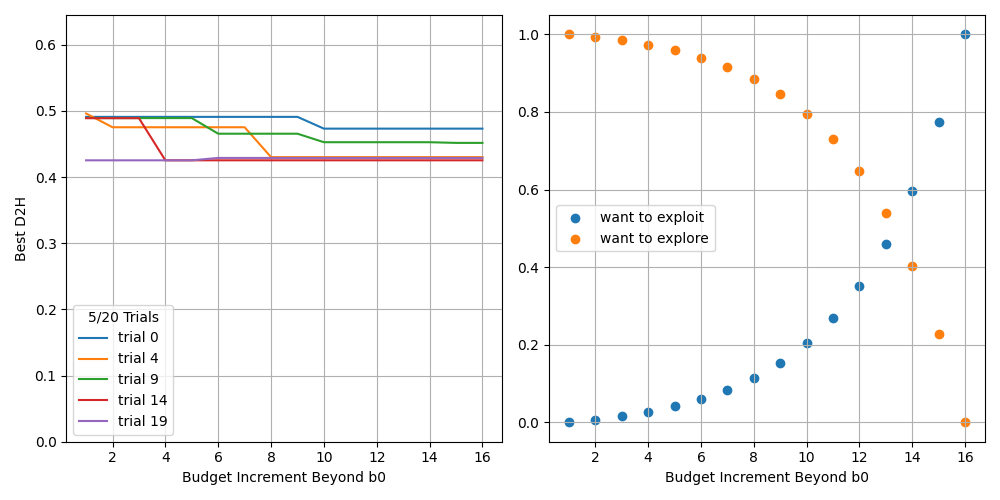 0.6
0.5
0.4
0.3
0.2
0.1
0.0
Best D2H
5/20 Trials
trial 0
trial 4
trial 9
trial 14
trial 19
2 4 6 8 10 12 14 16
Budget Increment Beyond b0
1.0
0.8
0.6
0.4
0.2
0.0
want to exploit
want to explore
2 4 6 8 10 12 14 16
Budget Increment Beyond b0